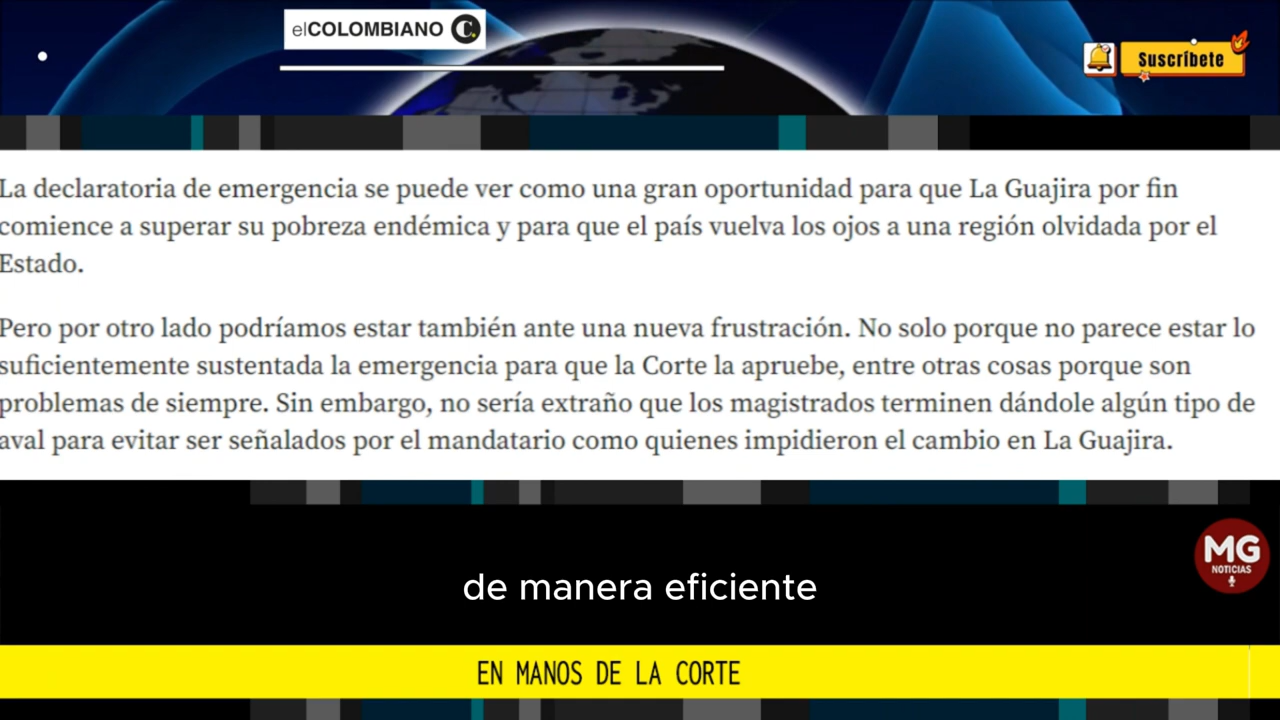 elCOLOMBIANO C.
Suscríbete
La declaratoria de emergencia se puede ver como una gran oportunidad para que La Guajira por fin
comience a superar su pobreza endémica y para que el país vuelva los ojos a una región olvidada por el
Estado.
Pero por otro lado podríamos estar también ante una nueva frustración. No solo porque no parece estar lo
suficientemente sustentada la emergencia para que la Corte la apruebe, entre otras cosas porque son
problemas de siempre. Sin embargo, no sería extraño que los magistrados terminen dándole algún tipo de
aval para evitar ser señalados por el mandatario como quienes impidieron el cambio en La Guajira.
MG
NOTICIAS
de manera eficiente
EN MANOS DE LA CORTE